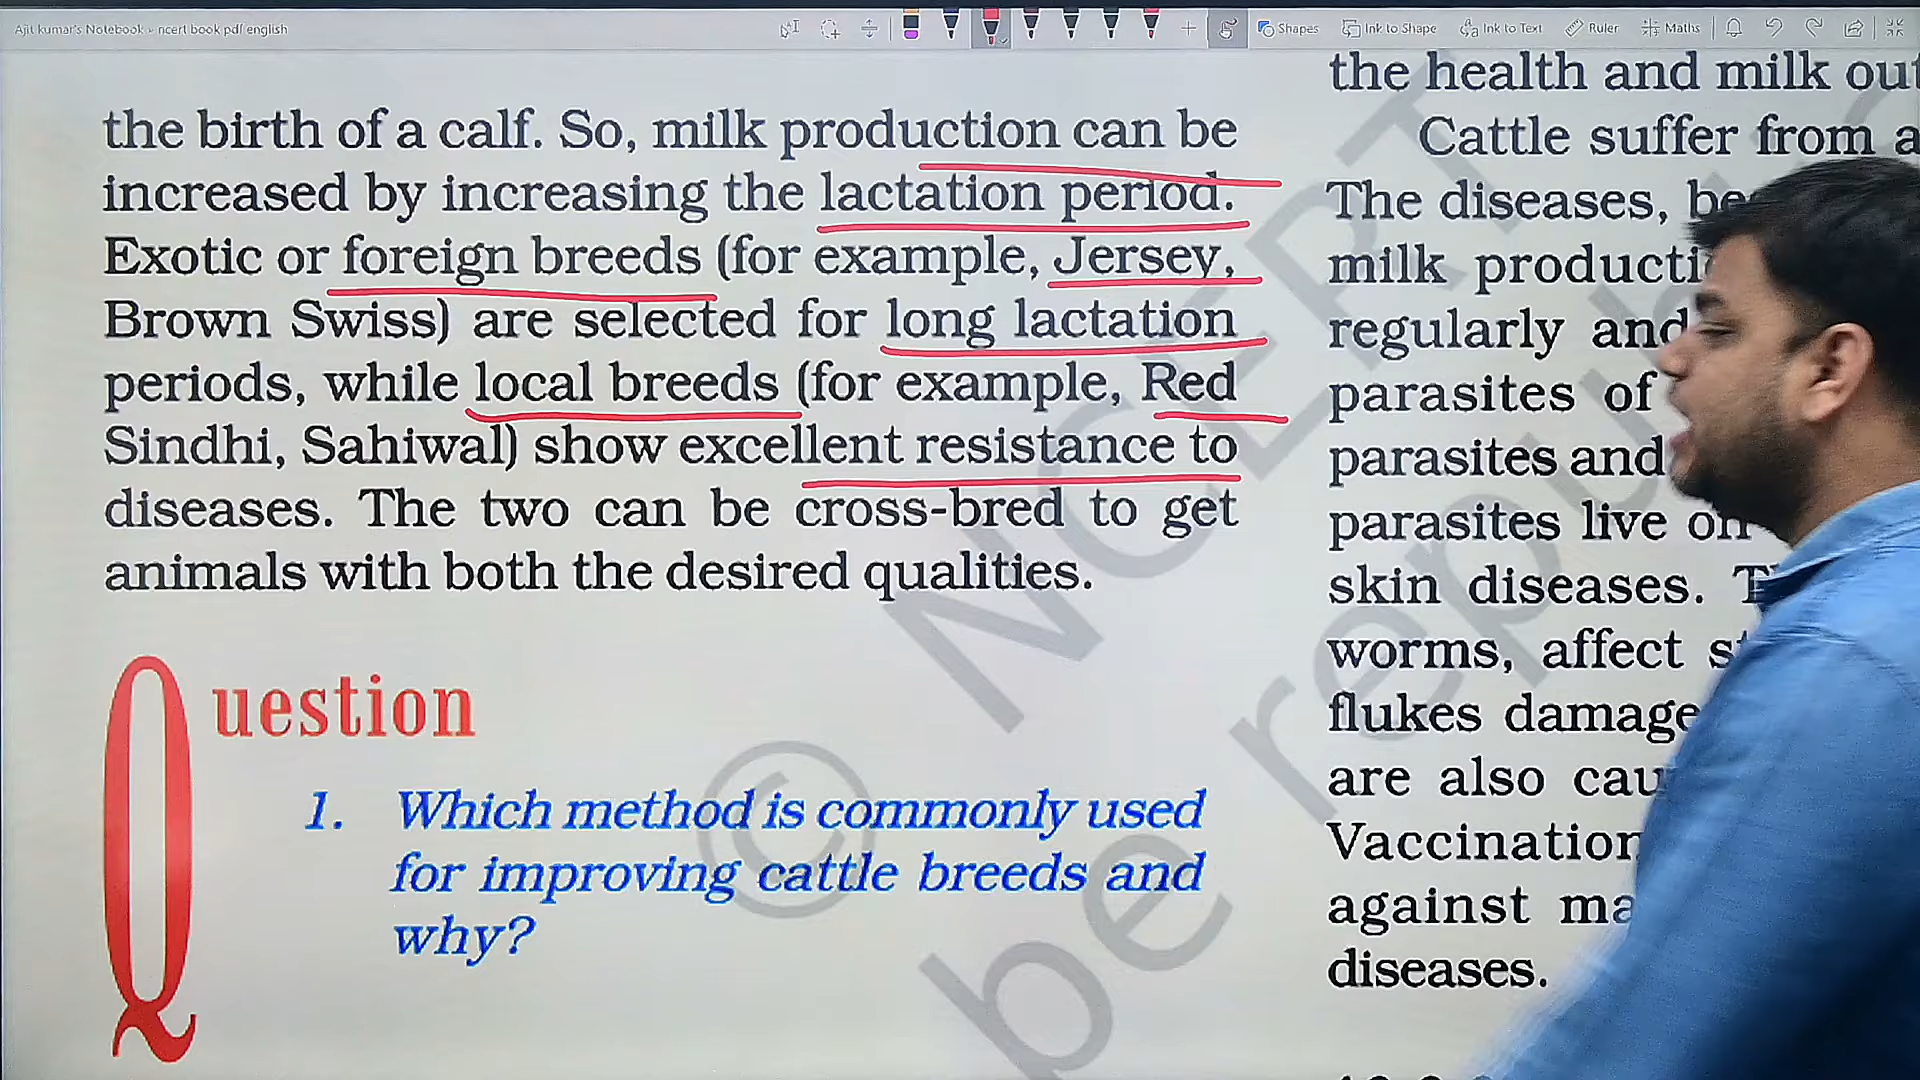 Ajit kumar's Notebook » ncert book pdf english
Shapes
Ink to Shape
Ink to Text
Ruler
Maths
the birth of a calf. So, milk production can be
increased by increasing the lactation period.
Exotic or foreign breeds (for example, Jersey,
Brown Swiss) are selected for long lactation
periods, while local breeds (for example, Red
Sindhi, Sahiwal) show excellent resistance to
diseases. The two can be cross-bred to get
animals with both the desired qualities.
Question
1. Which method is commonly used
for improving cattle breeds and
why?
the health and milk out
Cattle suffer from a
The diseases, be
milk producti
regularly and
parasites of
parasites and
parasites live on
skin diseases. T
worms, affect s
flukes damage
are also cau
Vaccination
against ma
diseases.
© NCERT
be repub